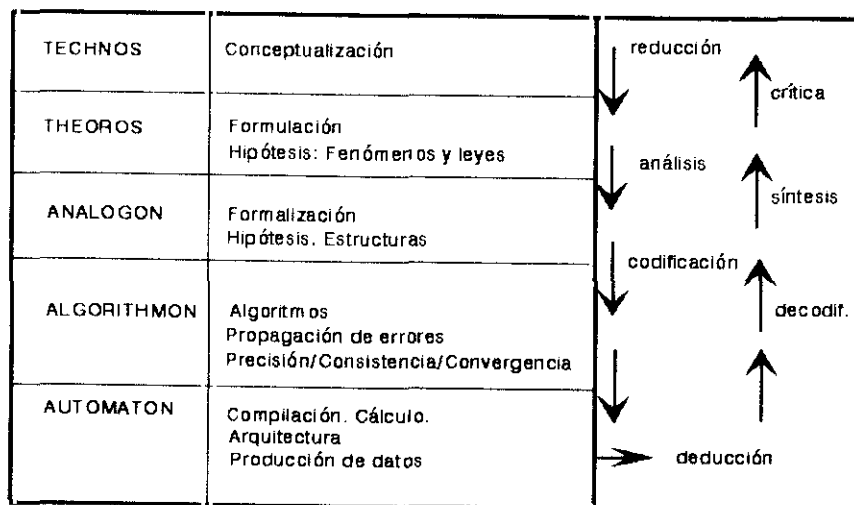 TECHNOS Conceptualización reducción
crítica
THEOROS Formulación
Hipótesis: Fenómenos y leyes análisis
síntesis
ANALOGON Formalización
Hipótesis. Estructuras
codificación
ALGORITHMON Algoritmos decodif.
Propagación de errores
Precisión/Consistencia/Convergencia
AUTOMATON Compilación. Cálculo.
Arquitectura
Producción de datos deducción